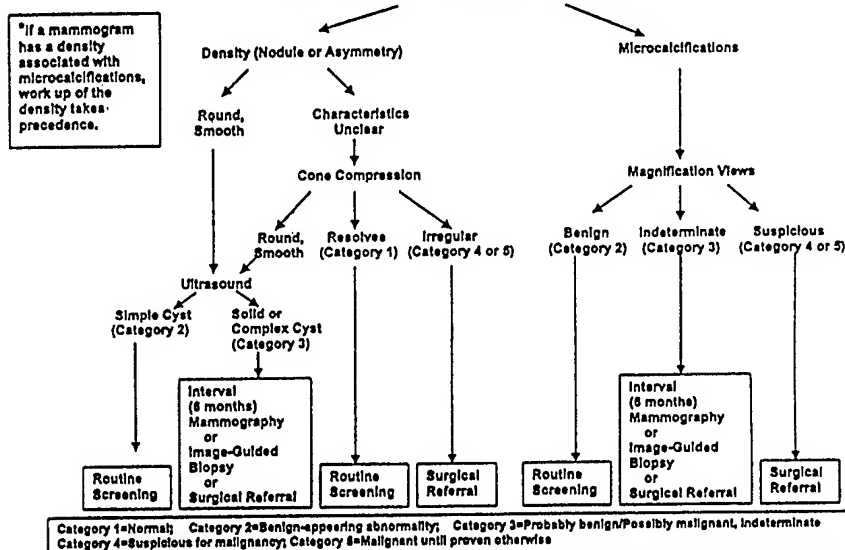 *If a mammogram
has a density
associated with
microcalcifications,
work up of the
density takes
precedence.
Density (Nodule or Asymmetry)
Microcalcifications
Round,
Smooth
Characteristics
Unclear
Cone Compression
Magnification Views
Round,
Smooth
Resolves
(Category 1)
Irregular
(Category 4 or 5)
Benign
(Category 2)
Indeterminate
(Category 3)
Suspicious
(Category 4 or 5)
Ultrasound
Simple Cyst
(Category 2)
Solid or
Complex Cyst
(Category 3)
Interval
(6 months)
Mammography
or
Image-Guided
Biopsy
or
Surgical Referral
Interval
(6 months)
Mammography
or
Image-Guided
Biopsy
or
Surgical Referral
Routine
Screening
Routine
Screening
Surgical
Referral
Routine
Screening
Surgical
Referral
Category 1=Normal; Category 2=Benign-appering abnormality; Category 3=Probably benign/Possibly malignant, Indeterminate
Category 4=Suspicious for malignancy; Category 5=Malignant until proven otherwise